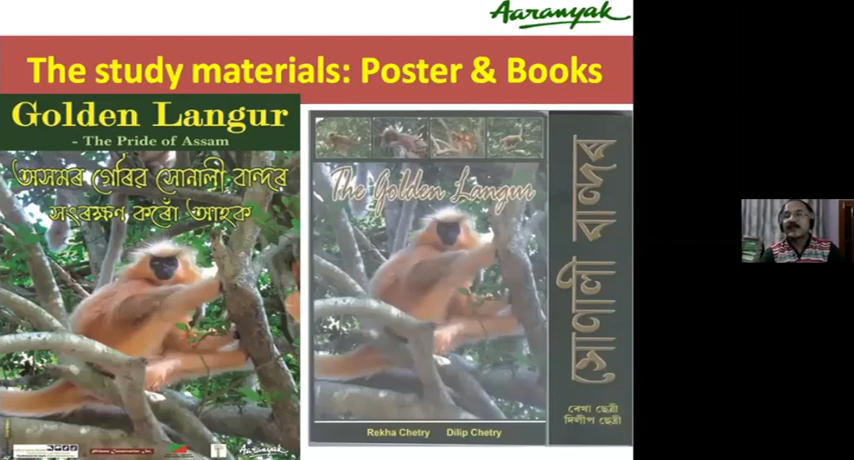 Aaranyak
The study materials: Poster & Books
Golden Langur
- The Pride of Assam
অসমৰ গৌৰৱ সোণালী বান্দৰ
সংৰক্ষণ কৰোঁ আহক
Aaranyak
The Golden Langur
Rekha Chetry Dilip Chetry
সোণালী বান্দৰ
ৰেখা ছেত্ৰী
দিলীপ ছেত্ৰী